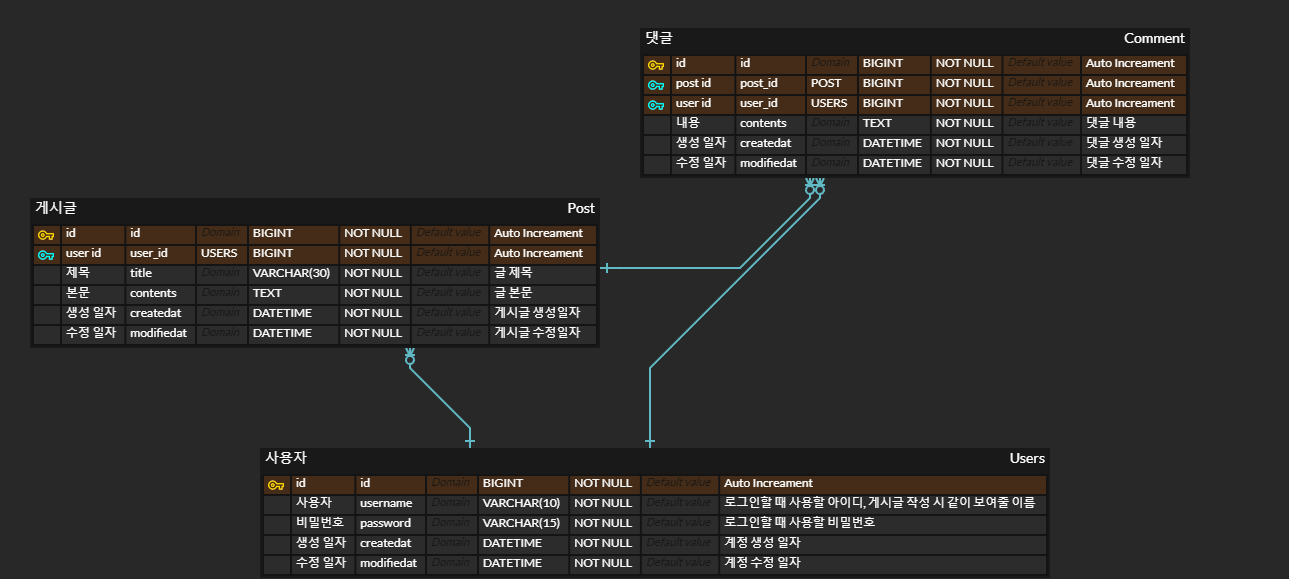 댓글 Comment
id id Domain BIGINT NOT NULL Default value Auto Increament
post id post_id POST BIGINT NOT NULL Default value Auto Increament
user id user_id USERS BIGINT NOT NULL Default value Auto Increament
내용 contents Domain TEXT NOT NULL Default value 댓글 내용
생성 일자 createdat Domain DATETIME NOT NULL Default value 댓글 생성 일자
수정 일자 modifiedat Domain DATETIME NOT NULL Default value 댓글 수정 일자
게시글 Post
id id Domain BIGINT NOT NULL Default value Auto Increament
user id user_id USERS BIGINT NOT NULL Default value Auto Increament
제목 title Domain VARCHAR(30) NOT NULL Default value 글 제목
본문 contents Domain TEXT NOT NULL Default value 글 본문
생성 일자 createdat Domain DATETIME NOT NULL Default value 게시글 생성일자
수정 일자 modifiedat Domain DATETIME NOT NULL Default value 게시글 수정일자
사용자 Users
id id Domain BIGINT NOT NULL Default value Auto Increament
사용자 username Domain VARCHAR(10) NOT NULL Default value 로그인할 때 사용할 아이디, 게시글 작성 시 같이 보여줄 이름
비밀번호 password Domain VARCHAR(15) NOT NULL Default value 로그인할 때 사용할 비밀번호
생성 일자 createdat Domain DATETIME NOT NULL Default value 계정 생성 일자
수정 일자 modifiedat Domain DATETIME NOT NULL Default value 계정 수정 일자